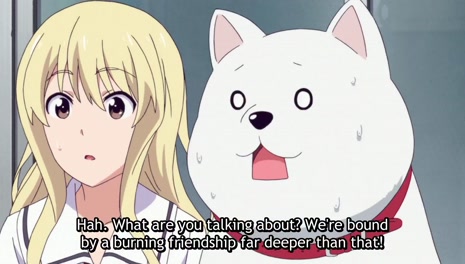 Hah. What are you talking about? We're bound
by a burning friendship far deeper than that!